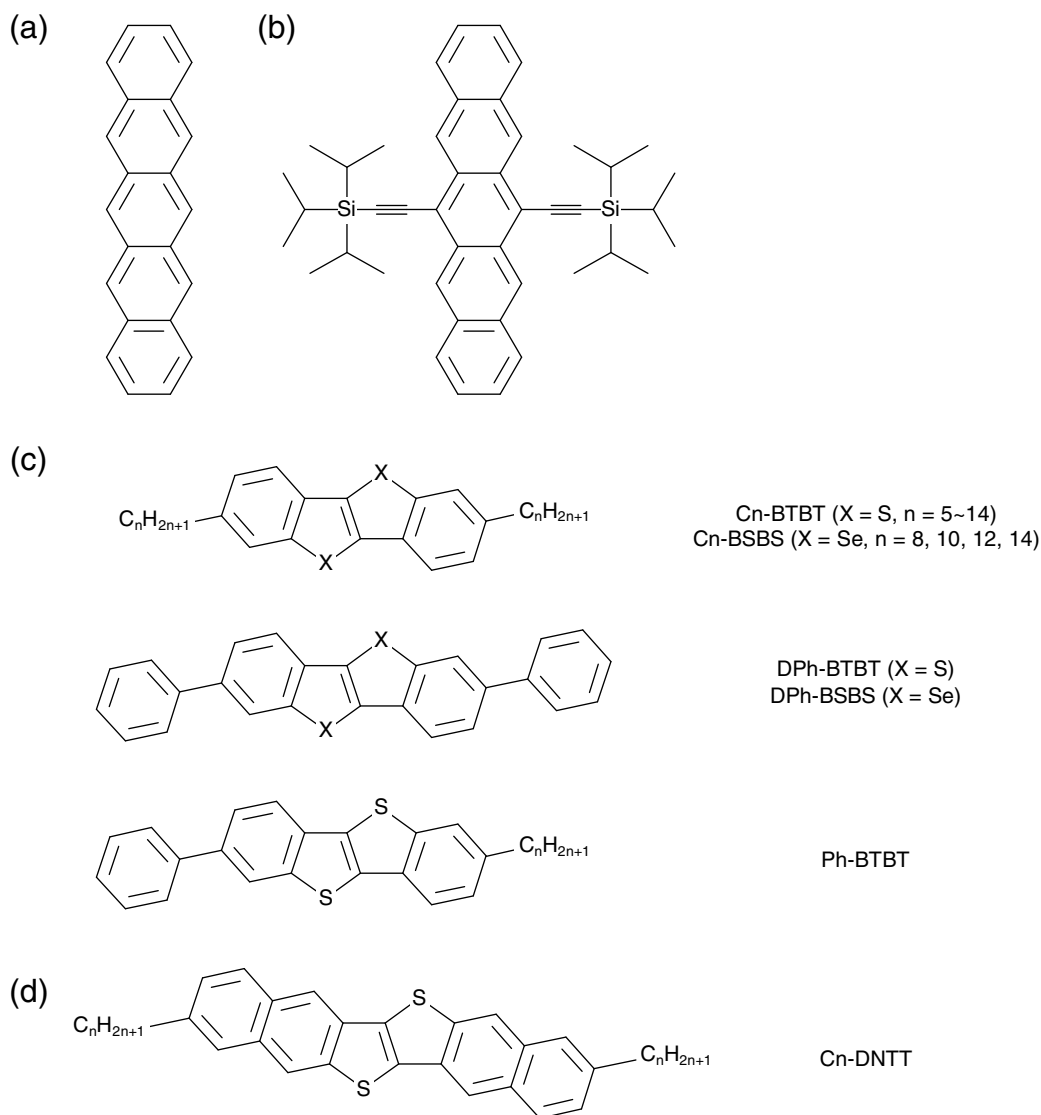 (a)
(b)
Si
Si
(c)
X
CₙH₂ₙ₊₁
CₙH₂ₙ₊₁
X
Cn-BTBT (X = S, n = 5~14)
Cn-BSBS (X = Se, n = 8, 10, 12, 14)
X
X
DPh-BTBT (X = S)
DPh-BSBS (X = Se)
S
CₙH₂ₙ₊₁
S
Ph-BTBT
(d)
S
CₙH₂ₙ₊₁
CₙH₂ₙ₊₁
S
Cn-DNTT